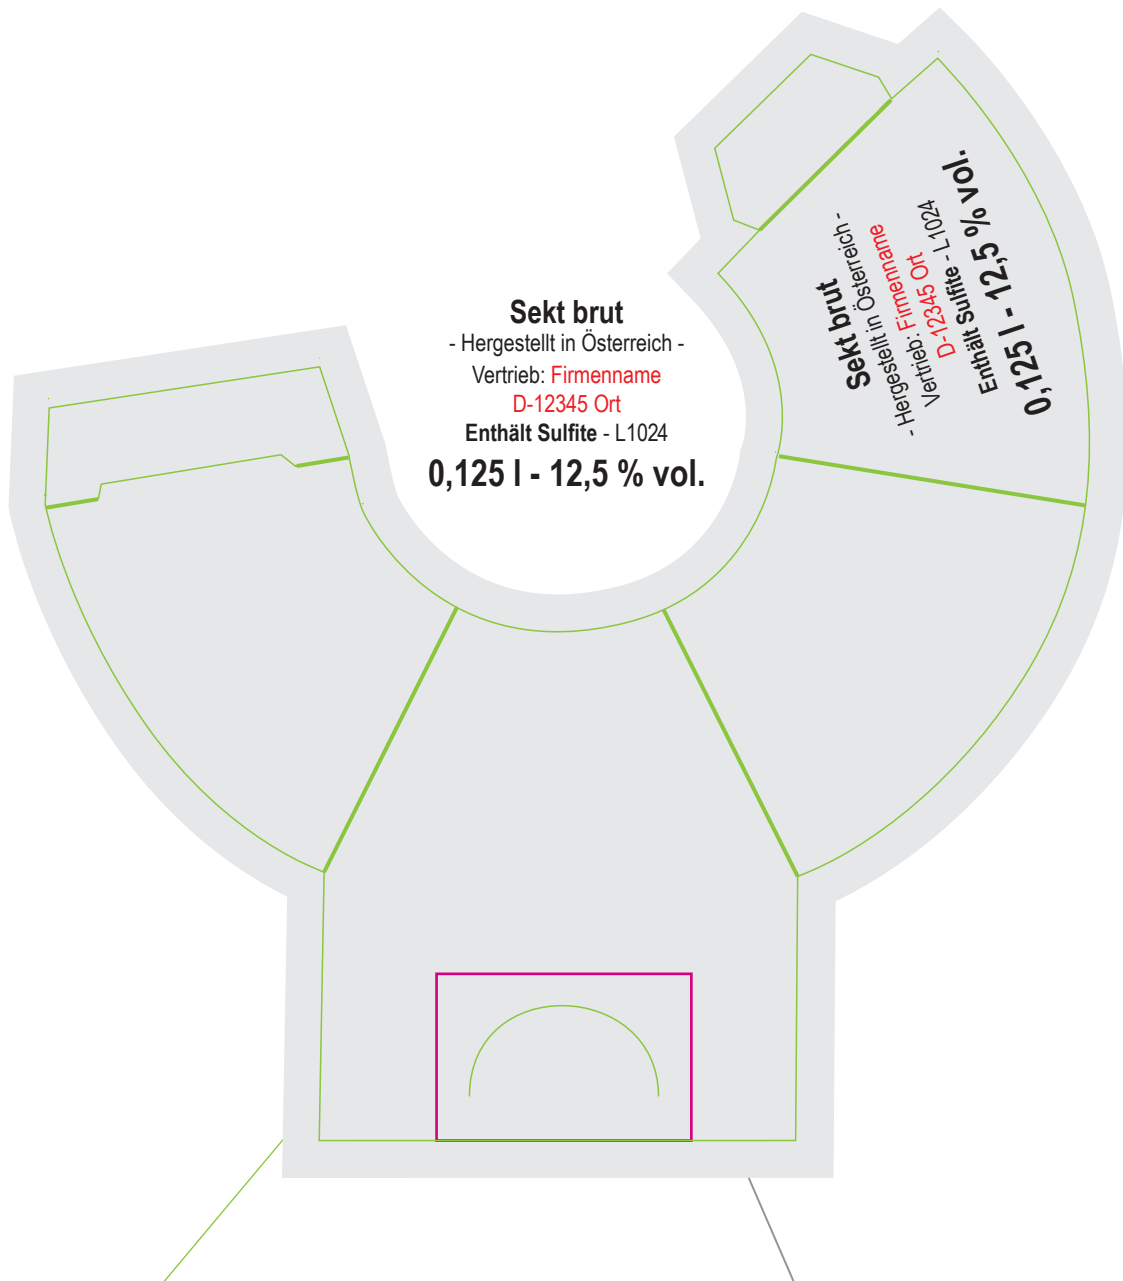 Sekt brut
- Hergestellt in Österreich -
Vertrieb: Firmenname
D-12345 Ort
Enthält Sulfite - L1024
0,125 l - 12,5 % vol.
Sekt brut
- Hergestellt in Österreich -
Vertrieb: Firmenname
D-12345 Ort
Enthält Sulfite - L1024
0,125 l - 12,5 % vol.